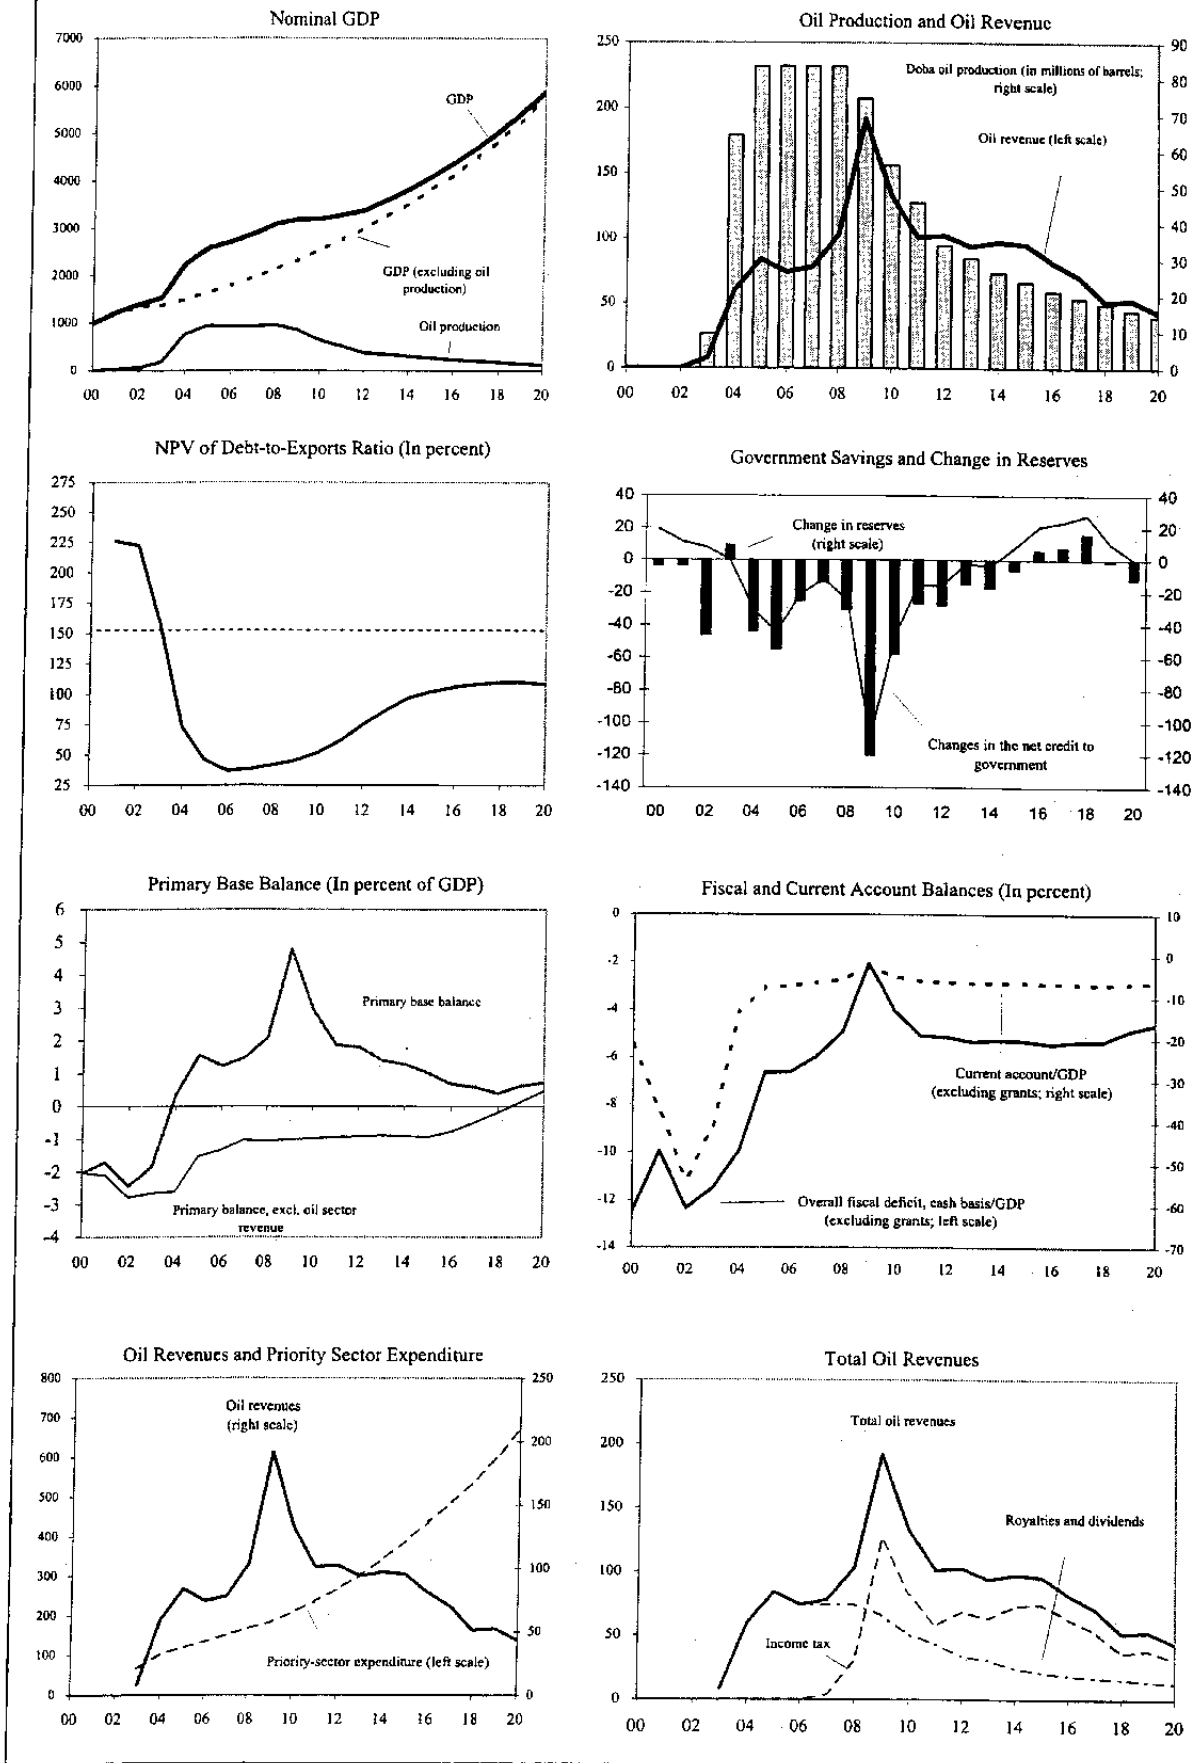 Nominal GDP
7000
6000
5000
4000
3000
2000
1000
0
GDP
GDP (excluding oil
production)
Oil production
00 02 04 06 08 10 12 14 16 18 20
Oil Production and Oil Revenue
250
200
150
100
50
0
90
80
70
60
50
40
30
20
10
0
Doba oil production (in millions of barrels;
right scale)
Oil revenue (left scale)
00 02 04 06 08 10 12 14 16 18 20
NPV of Debt-to-Exports Ratio (In percent)
275
250
225
200
175
150
125
100
75
50
25
00 02 04 06 08 10 12 14 16 18 20
Government Savings and Change in Reserves
40
20
0
-20
-40
-60
-80
-100
-120
-140
40
20
0
-20
-40
-60
-80
-100
-120
-140
Change in reserves
(right scale)
Changes in the net credit to
government
00 02 04 06 08 10 12 14 16 18 20
Primary Base Balance (In percent of GDP)
6
5
4
3
2
1
0
-1
-2
-3
-4
Primary base balance
Primary balance, excl. oil sector
revenue
00 02 04 06 08 10 12 14 16 18 20
Fiscal and Current Account Balances (In percent)
0
-2
-4
-6
-8
-10
-12
-14
10
0
-10
-20
-30
-40
-50
-60
-70
Current account/GDP
(excluding grants; right scale)
Overall fiscal deficit, cash basis/GDP
(excluding grants; left scale)
00 02 04 06 08 10 12 14 16 18 20
Oil Revenues and Priority Sector Expenditure
800
700
600
500
400
300
200
100
0
250
200
150
100
50
0
Oil revenues
(right scale)
Priority-sector expenditure (left scale)
00 02 04 06 08 10 12 14 16 18 20
Total Oil Revenues
250
200
150
100
50
0
Total oil revenues
Royalties and dividends
Income tax
00 02 04 06 08 10 12 14 16 18 20